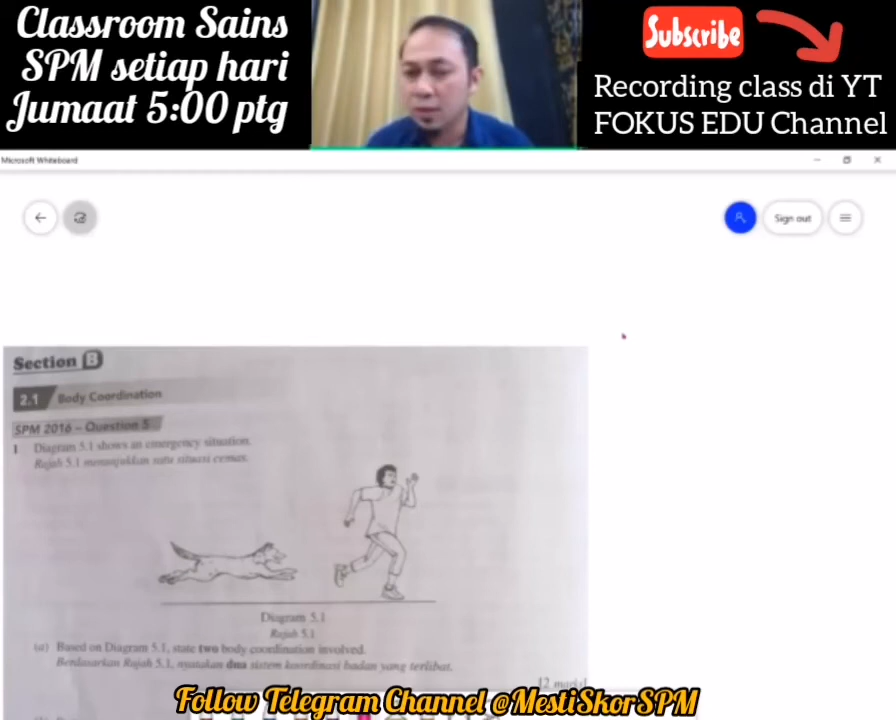 Classroom Sains
SPM setiap hari
Jumaat 5:00 ptg
Subscribe
Recording class di YT
FOKUS EDU Channel
Microsoft Whiteboard
Sign out
Section B
2.1 Body Coordination
SPM 2016 – Question 5
1 Diagram 5.1 shows an emergency situation.
Rajah 5.1 menunjukkan satu situasi cemas.
Diagram 5.1
Rajah 5.1
(a) Based on Diagram 5.1, state two body coordination involved.
Berdasarkan Rajah 5.1, nyatakan dua sistem koordinasi badan yang terlibat.
[2 marks]
Follow Telegram Channel @MestiSkorSPM